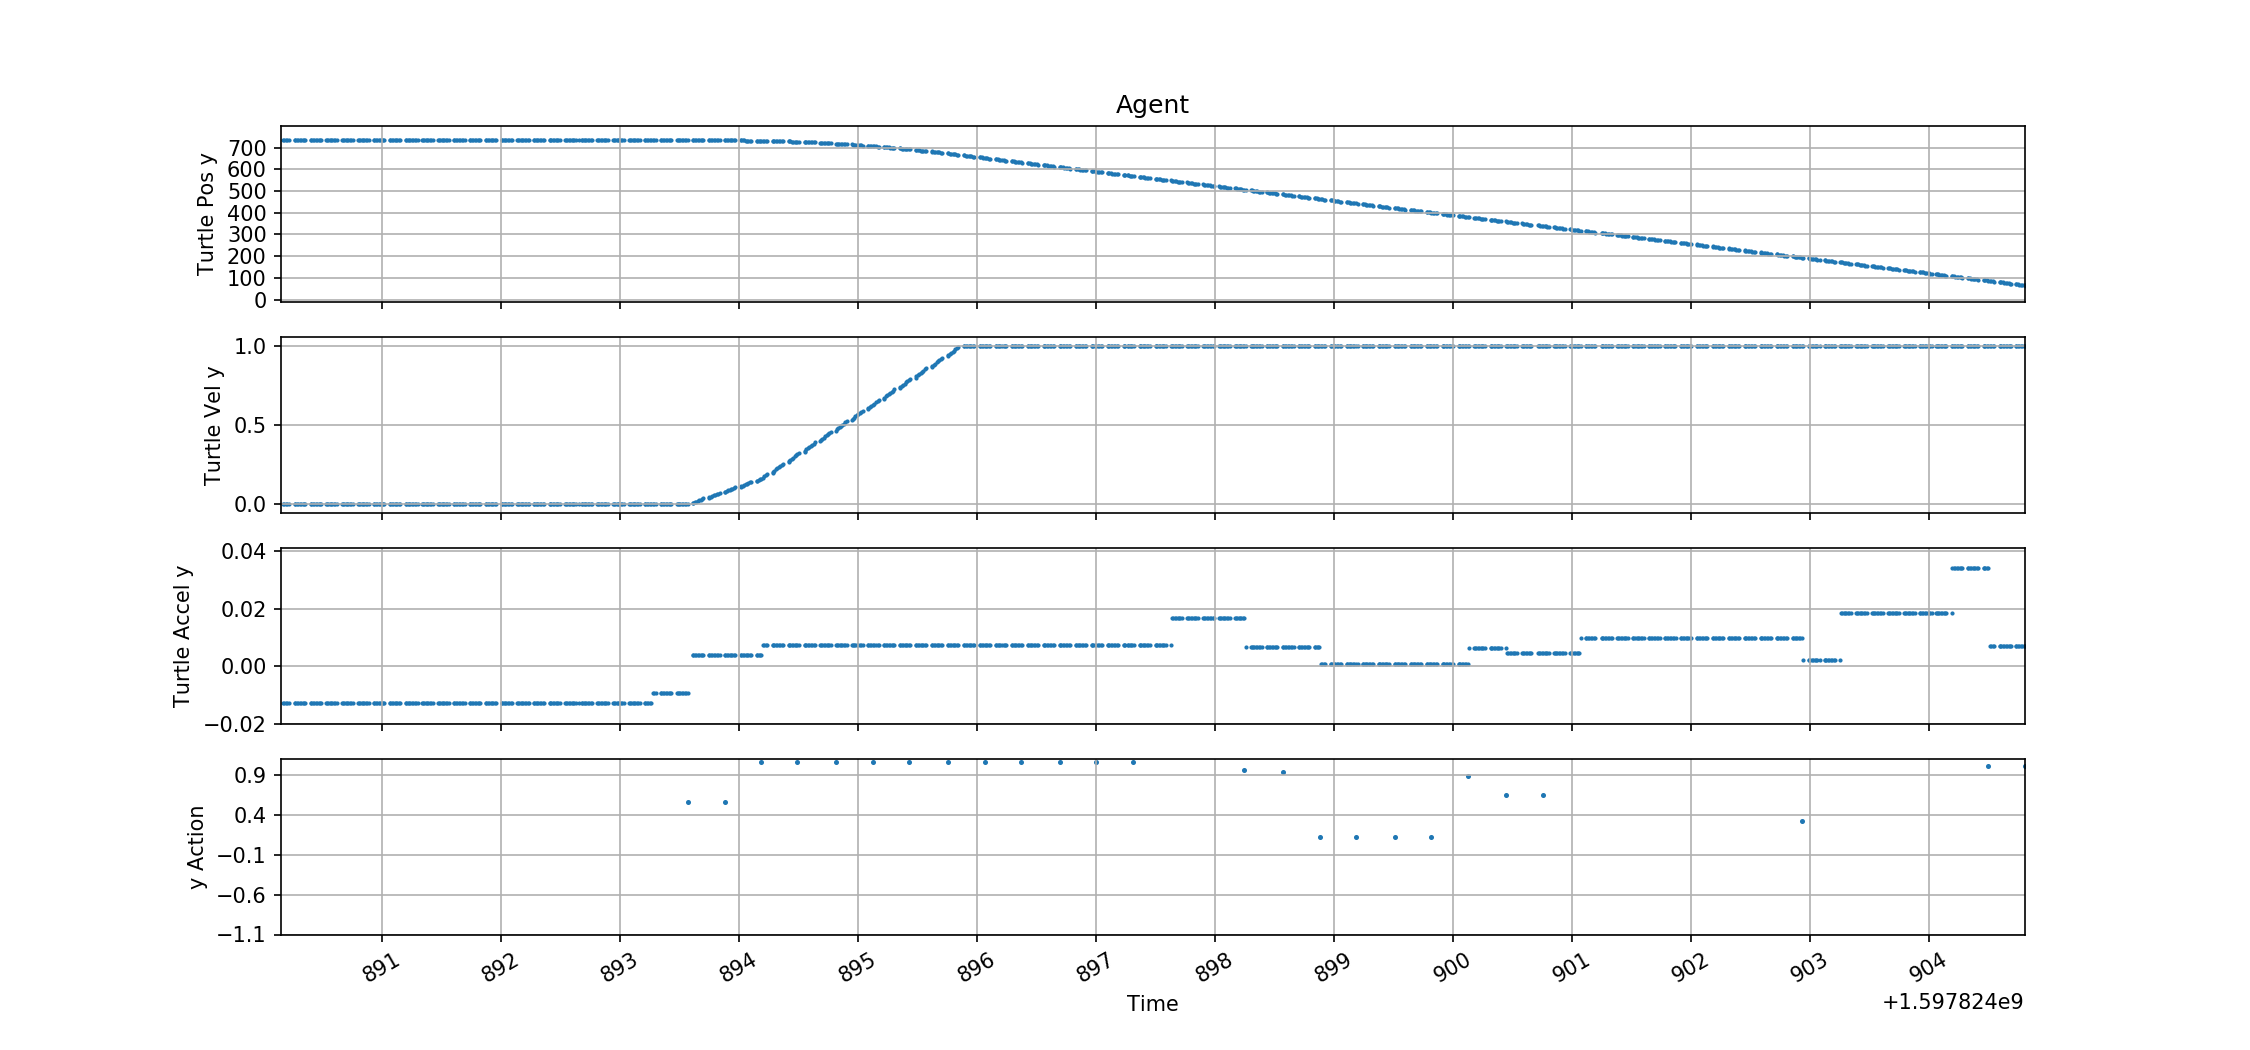 Agent
Turtle Pos y
700
600
500
400
300
200
100
0
Turtle Vel y
1.0
0.5
0.0
Turtle Accel y
0.04
0.02
0.00
−0.02
y Action
0.9
0.4
−0.1
−0.6
−1.1
891 892 893 894 895 896 897 898 899 900 901 902 903 904
Time
+1.597824e9